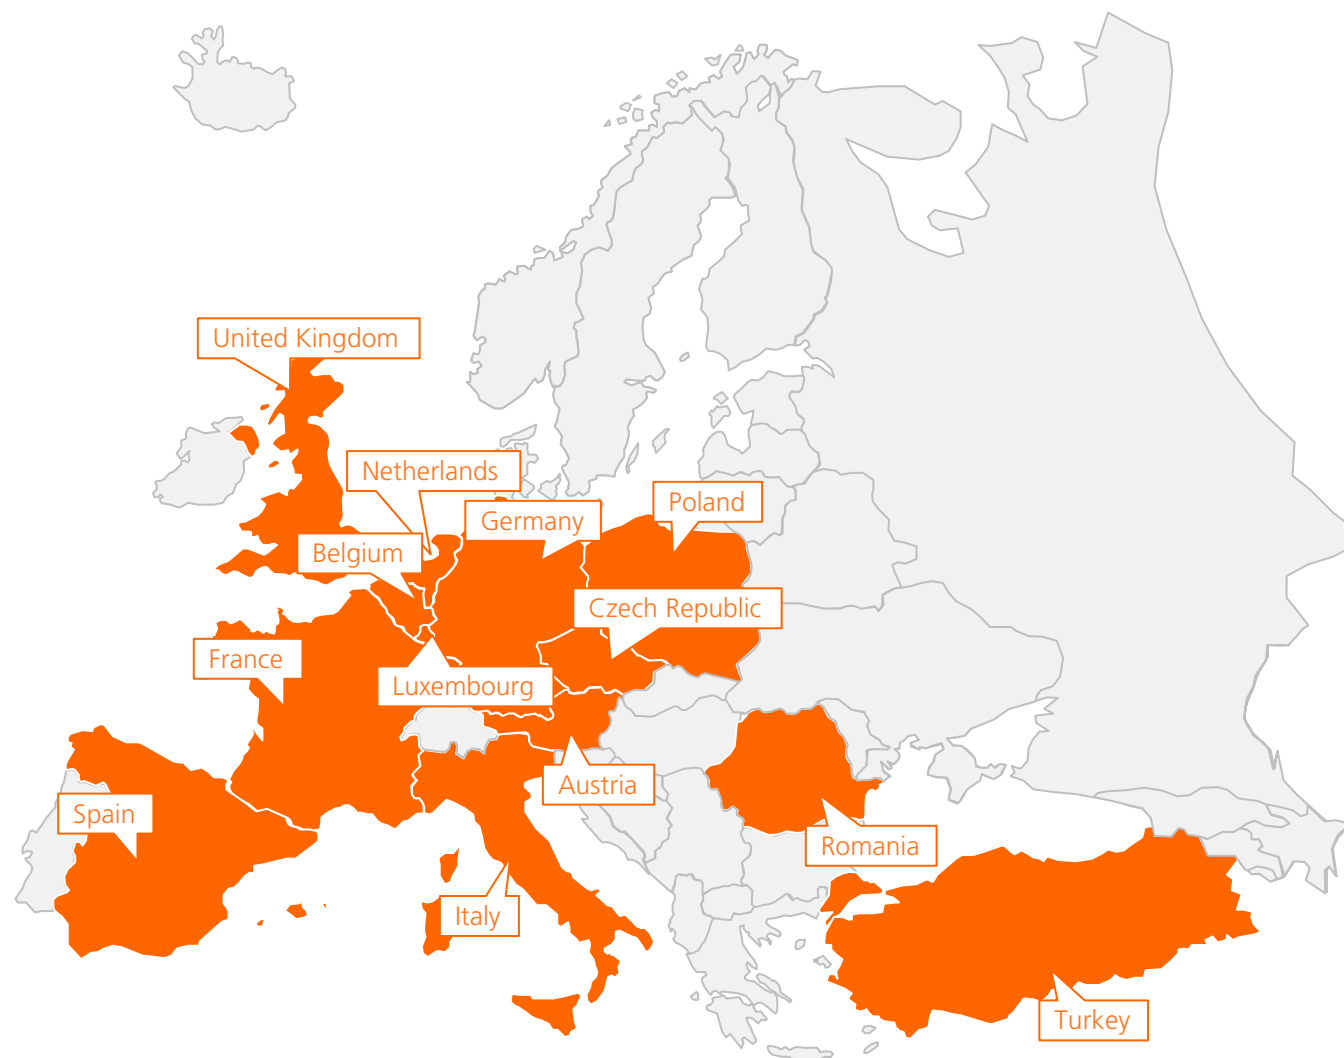 United Kingdom
Netherlands
Poland
Germany
Belgium
Czech Republic
France
Luxembourg
Austria
Spain
Romania
Italy
Turkey